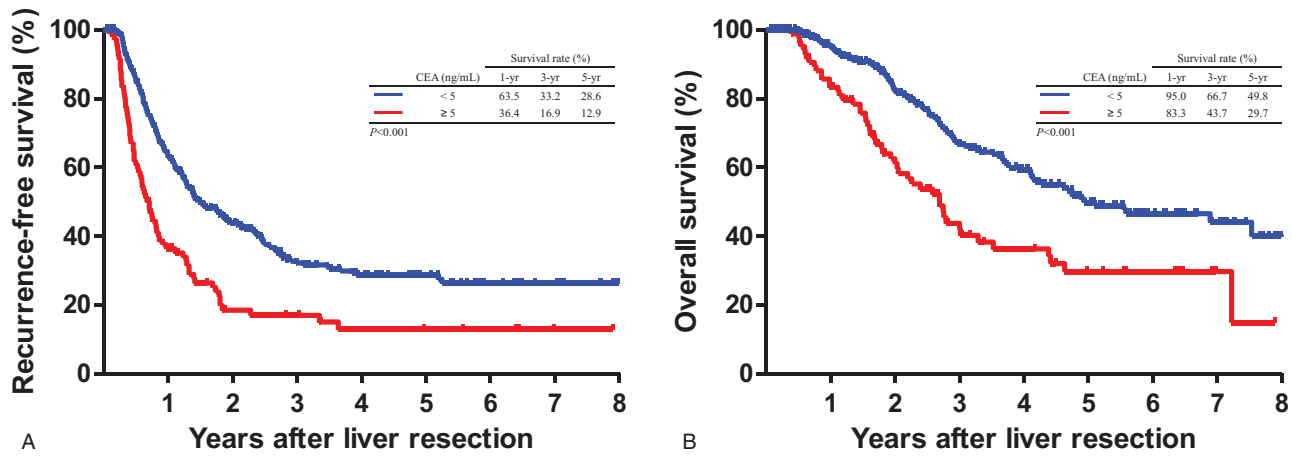 Recurrence-free survival (%)
100
80
60
40
20
0
1 2 3 4 5 6 7 8
Years after liver resection
A
Survival rate (%)
CEA (ng/mL) 1-yr 3-yr 5-yr
< 5 63.5 33.2 28.6
≥ 5 36.4 16.9 12.9
P<0.001
Overall survival (%)
100
80
60
40
20
0
1 2 3 4 5 6 7 8
Years after liver resection
B
Survival rate (%)
CEA (ng/mL) 1-yr 3-yr 5-yr
< 5 95.0 66.7 49.8
≥ 5 83.3 43.7 29.7
P<0.001